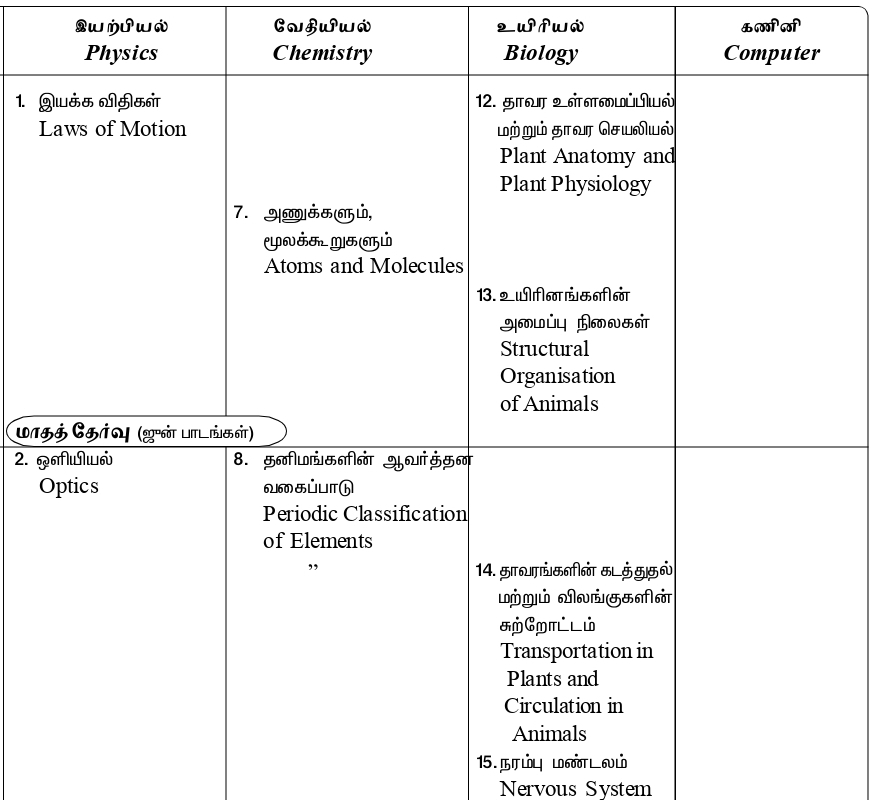 இயற்பியல்
Physics
வேதியியல்
Chemistry
உயிரியல்
Biology
கணினி
Computer
1. இயக்க விதிகள்
Laws of Motion
7. அணுக்களும்,
மூலக்கூறுகளும்
Atoms and Molecules
12. தாவர உள்ளமைப்பியல்
மற்றும் தாவர செயலியல்
Plant Anatomy and
Plant Physiology
13. உயிரினங்களின்
அமைப்பு நிலைகள்
Structural
Organisation
of Animals
மாதத் தேர்வு (ஜுன் பாடங்கள்)
2. ஒளியியல்
Optics
8. தனிமங்களின் ஆவர்த்தன
வகைப்பாடு
Periodic Classification
of Elements
”
14. தாவரங்களின் கடத்துதல்
மற்றும் விலங்குகளின்
சுற்றோட்டம்
Transportation in
Plants and
Circulation in
Animals
15. நரம்பு மண்டலம்
Nervous System